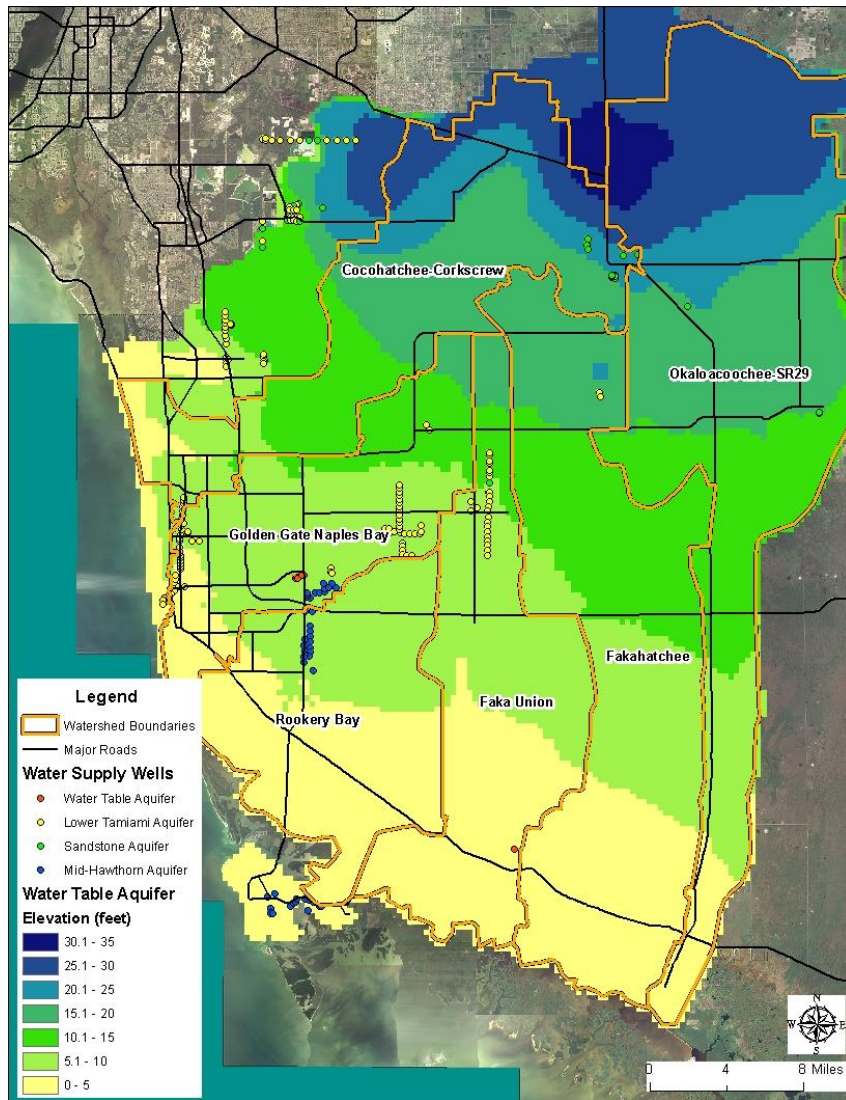 Cocohatchee-Corkscrew
Okaloacoochee-SR29
Golden Gate Naples Bay
Fakahatchee
Faka Union
Rookery Bay
Legend
Watershed Boundaries
Major Roads
Water Supply Wells
Water Table Aquifer
Lower Tamiami Aquifer
Sandstone Aquifer
Mid-Hawthorn Aquifer
Water Table Aquifer
Elevation (feet)
30.1 - 35
25.1 - 30
20.1 - 25
15.1 - 20
10.1 - 15
5.1 - 10
0 - 5
N
W E
S
0 4 8 Miles